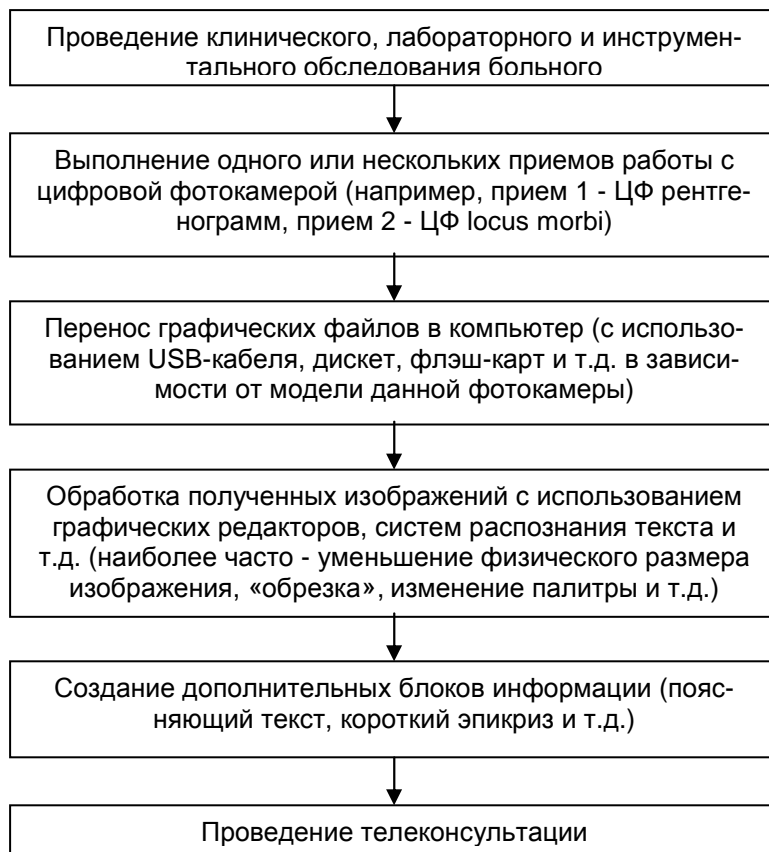 Проведение клинического, лабораторного и инструмен-
тального обследования больного
Выполнение одного или нескольких приемов работы с
цифровой фотокамерой (например, прием 1 - ЦФ рентге-
нограмм, прием 2 - ЦФ locus morbi)
Перенос графических файлов в компьютер (с использо-
ванием USB-кабеля, дискет, флэш-карт и т.д. в зависи-
мости от модели данной фотокамеры)
Обработка полученных изображений с использованием
графических редакторов, систем распознания текста и
т.д. (наиболее часто - уменьшение физического размера
изображения, «обрезка», изменение палитры и т.д.)
Создание дополнительных блоков информации (пояс-
няющий текст, короткий эпикриз и т.д.)
Проведение телеконсультации